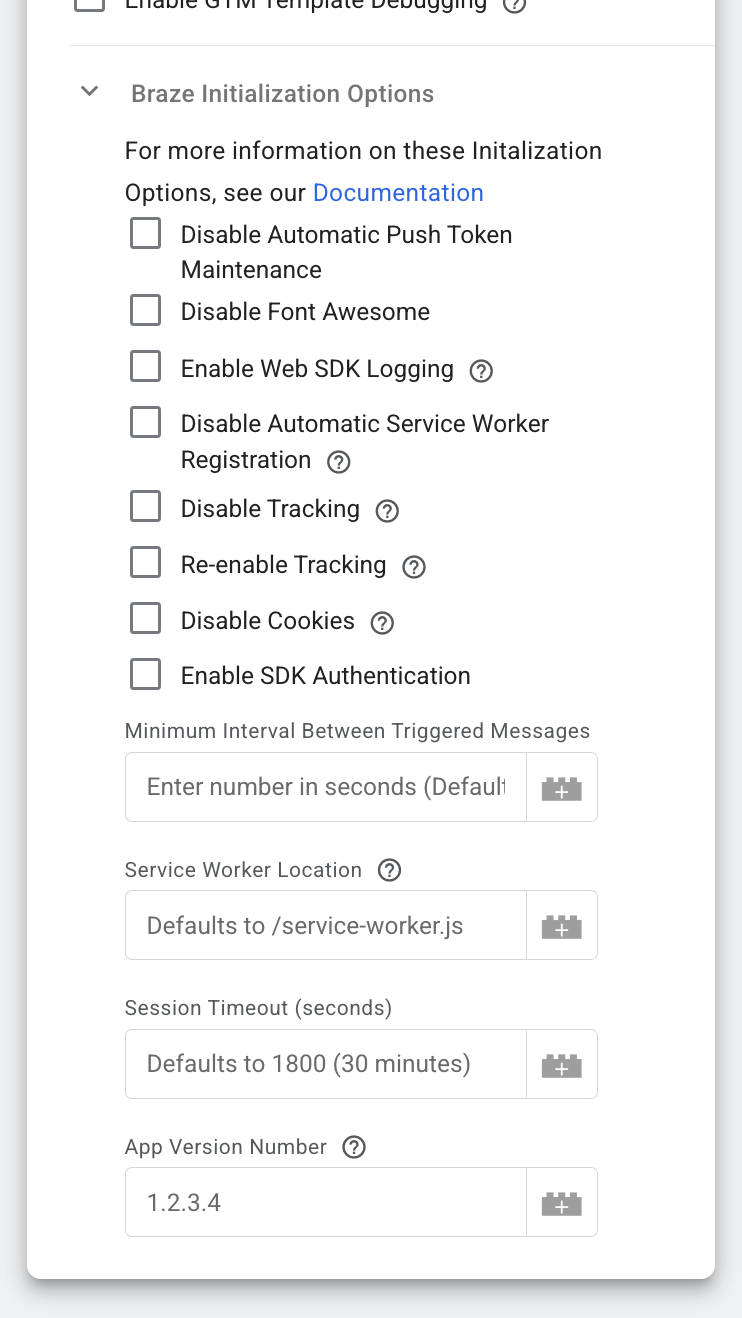 Enable GTM Template Debugging
Braze Initialization Options
For more information on these Initalization
Options, see our Documentation
Disable Automatic Push Token
Maintenance
Disable Font Awesome
Enable Web SDK Logging
Disable Automatic Service Worker
Registration
Disable Tracking
Re-enable Tracking
Disable Cookies
Enable SDK Authentication
Minimum Interval Between Triggered Messages
Enter number in seconds (Default
Service Worker Location
Defaults to /service-worker.js
Session Timeout (seconds)
Defaults to 1800 (30 minutes)
App Version Number
1.2.3.4